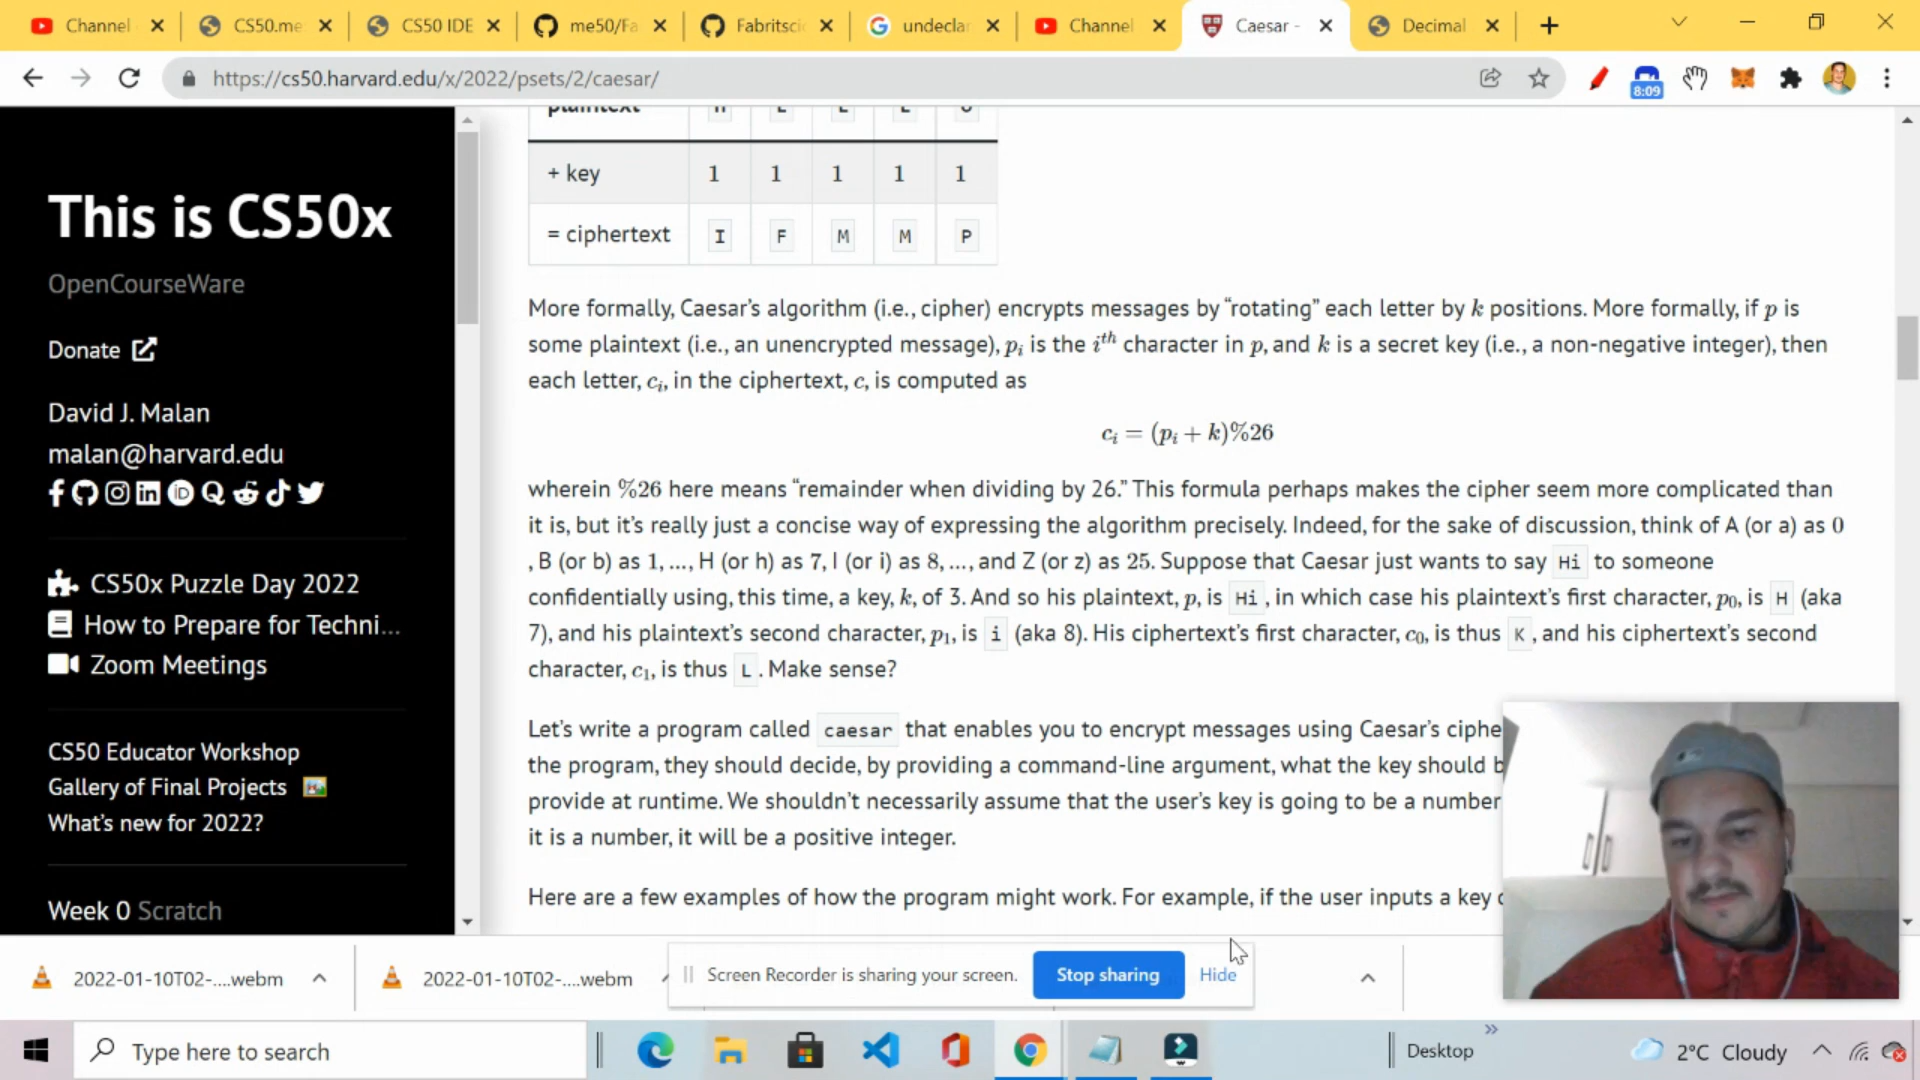 Channel
CS50.me
CS50 IDE
me50/Fa
Fabritsci
undeclar
Channel
Caesar -
Decimal
https://cs50.harvard.edu/x/2022/psets/2/caesar/
8:09
This is CS50x
OpenCourseWare
Donate
David J. Malan
malan@harvard.edu
CS50x Puzzle Day 2022
How to Prepare for Techni...
Zoom Meetings
CS50 Educator Workshop
Gallery of Final Projects
What's new for 2022?
Week 0 Scratch
plaintext H E L L O
+ key 1 1 1 1 1
= ciphertext I F M M P
More formally, Caesar's algorithm (i.e., cipher) encrypts messages by “rotating” each letter by k positions. More formally, if p is
some plaintext (i.e., an unencrypted message), pᵢ is the iᵗʰ character in p, and k is a secret key (i.e., a non-negative integer), then
each letter, cᵢ, in the ciphertext, c, is computed as
cᵢ = (pᵢ + k)%26
wherein %26 here means “remainder when dividing by 26.” This formula perhaps makes the cipher seem more complicated than
it is, but it's really just a concise way of expressing the algorithm precisely. Indeed, for the sake of discussion, think of A (or a) as 0
, B (or b) as 1, …, H (or h) as 7, I (or i) as 8, …, and Z (or z) as 25. Suppose that Caesar just wants to say Hi to someone
confidentially using, this time, a key, k, of 3. And so his plaintext, p, is Hi, in which case his plaintext's first character, p₀, is H (aka
7), and his plaintext's second character, p₁, is i (aka 8). His ciphertext's first character, c₀, is thus K, and his ciphertext's second
character, c₁, is thus L. Make sense?
Let's write a program called caesar that enables you to encrypt messages using Caesar's ciphe
the program, they should decide, by providing a command-line argument, what the key should b
provide at runtime. We shouldn't necessarily assume that the user's key is going to be a number
it is a number, it will be a positive integer.
Here are a few examples of how the program might work. For example, if the user inputs a key
2022-01-10T02-....webm
2022-01-10T02-....webm
Screen Recorder is sharing your screen.
Stop sharing
Hide
Type here to search
Desktop
2°C Cloudy